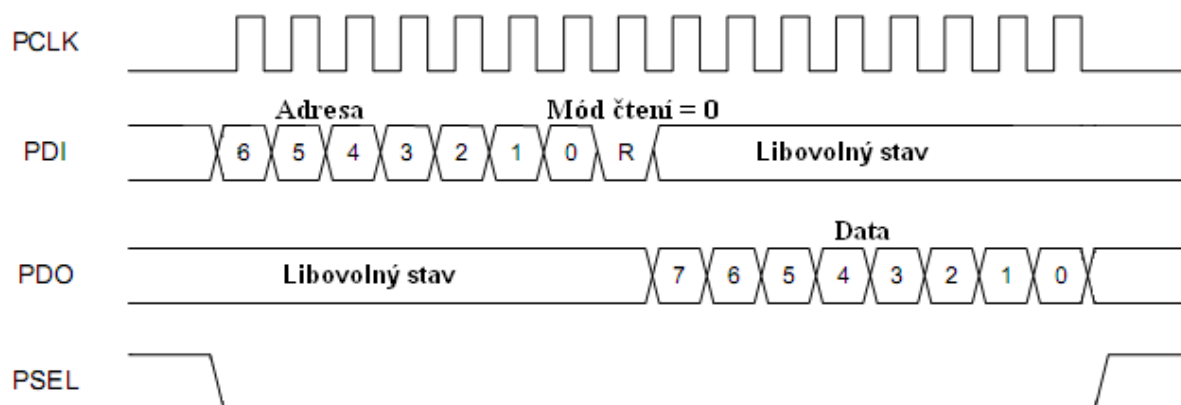 PCLK
Adresa Mód čtení = 0
PDI 6 5 4 3 2 1 0 R Libovolný stav
Data
PDO Libovolný stav 7 6 5 4 3 2 1 0
PSEL